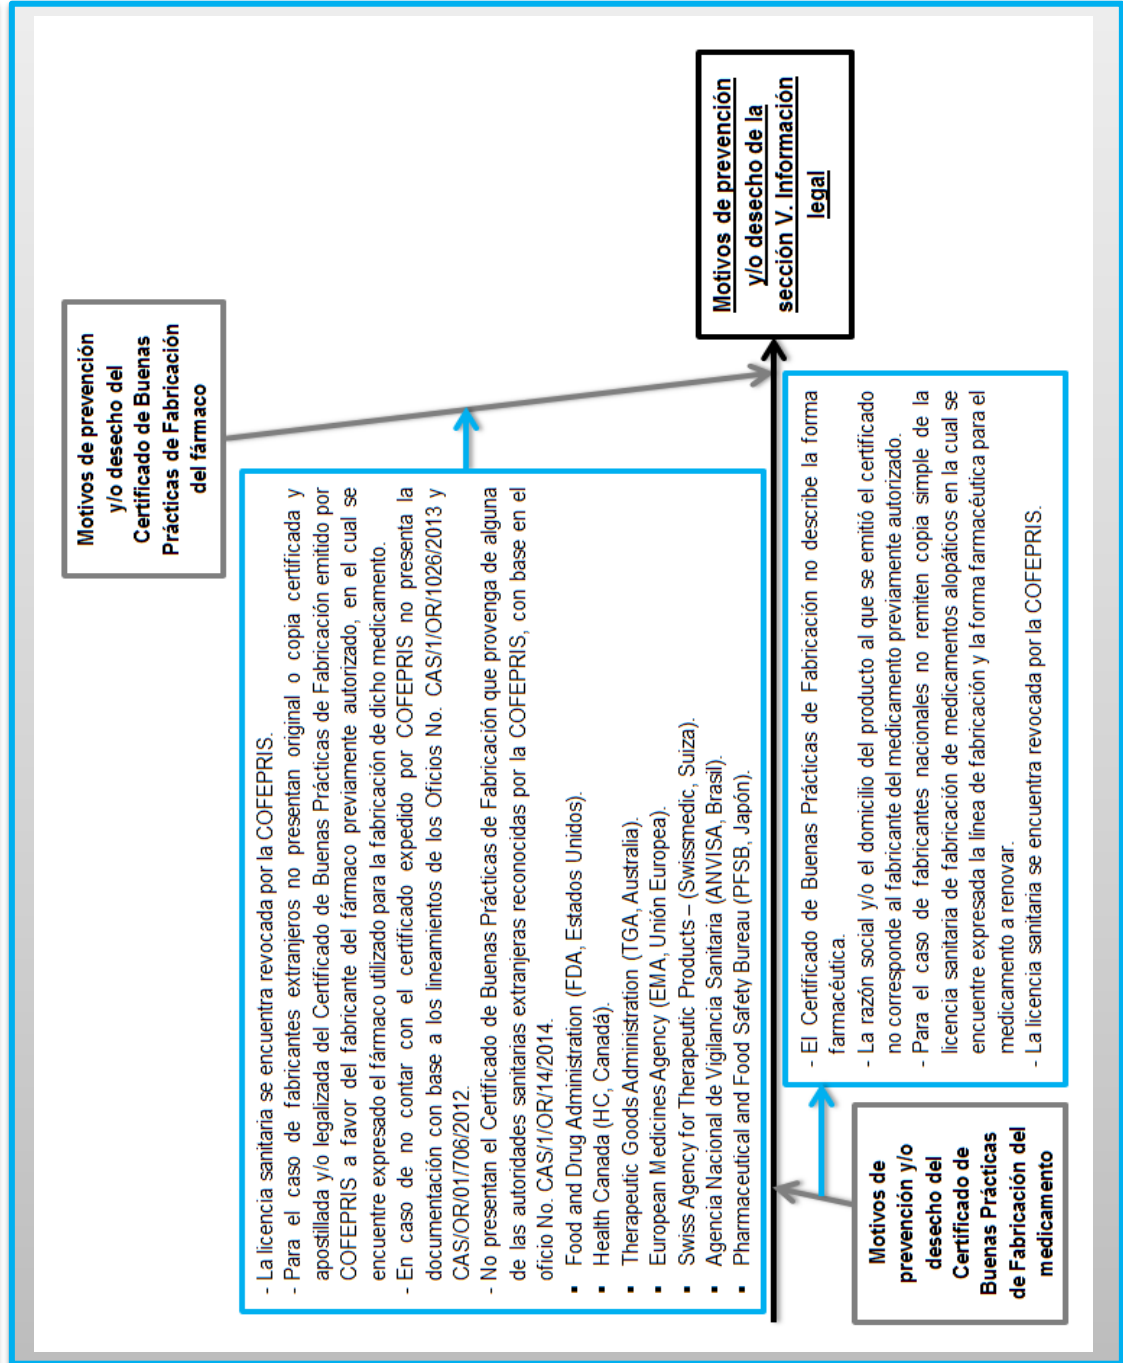 Motivos de prevención
y/o desecho del
Certificado de Buenas
Prácticas de Fabricación
del fármaco
- La licencia sanitaria se encuentra revocada por la COFEPRIS.
- Para el caso de fabricantes extranjeros no presentan original o copia certificada y
apostillada y/o legalizada del Certificado de Buenas Prácticas de Fabricación emitido por
COFEPRIS a favor del fabricante del fármaco previamente autorizado, en el cual se
encuentre expresado el fármaco utilizado para la fabricación de dicho medicamento.
- En caso de no contar con el certificado expedido por COFEPRIS no presenta la
documentación con base a los lineamientos de los Oficios No. CAS/1/OR/1026/2013 y
CAS/OR/01/706/2012.
- No presentan el Certificado de Buenas Prácticas de Fabricación que provenga de alguna
de las autoridades sanitarias extranjeras reconocidas por la COFEPRIS, con base en el
oficio No. CAS/1/OR/14/2014.
▪ Food and Drug Administration (FDA, Estados Unidos).
▪ Health Canada (HC, Canadá).
▪ Therapeutic Goods Administration (TGA, Australia).
▪ European Medicines Agency (EMA, Unión Europea).
▪ Swiss Agency for Therapeutic Products – (Swissmedic, Suiza).
▪ Agencia Nacional de Vigilancia Sanitaria (ANVISA, Brasil).
▪ Pharmaceutical and Food Safety Bureau (PFSB, Japón).
Motivos de prevención
y/o desecho de la
sección V. Información
legal
- El Certificado de Buenas Prácticas de Fabricación no describe la forma
farmacéutica.
- La razón social y/o el domicilio del producto al que se emitió el certificado
no corresponde al fabricante del medicamento previamente autorizado.
- Para el caso de fabricantes nacionales no remiten copia simple de la
licencia sanitaria de fabricación de medicamentos alopáticos en la cual se
encuentre expresada la línea de fabricación y la forma farmacéutica para el
medicamento a renovar.
- La licencia sanitaria se encuentra revocada por la COFEPRIS.
Motivos de
prevención y/o
desecho del
Certificado de
Buenas Prácticas
de Fabricación del
medicamento